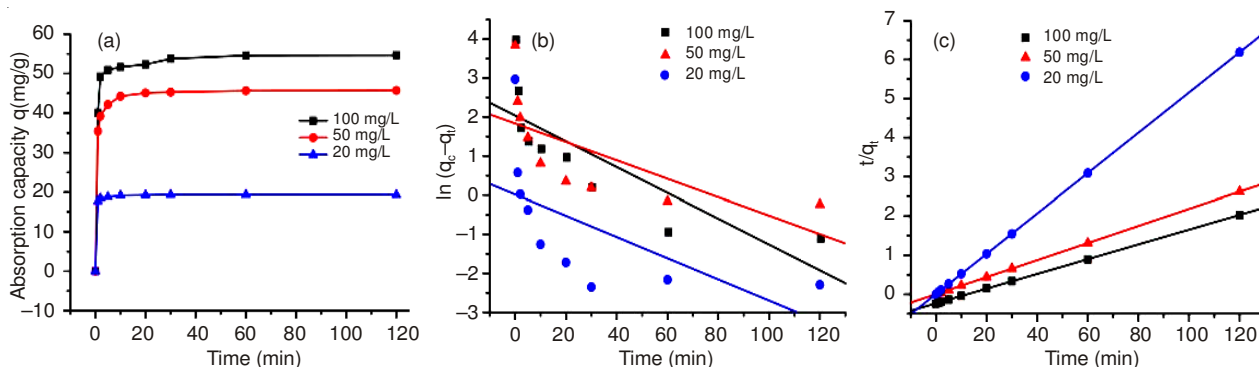 (a)
Absorption capacity q(mg/g)
60
50
40
30
20
10
0
–10
100 mg/L
50 mg/L
20 mg/L
0 20 40 60 80 100 120
Time (min)
(b)
ln (qc–qt)
4
3
2
1
0
–1
–2
–3
100 mg/L
50 mg/L
20 mg/L
0 20 40 60 80 100 120
Time (min)
(c)
t/qt
7
6
5
4
3
2
1
0
100 mg/L
50 mg/L
20 mg/L
0 20 40 60 80 100 120
Time (min)